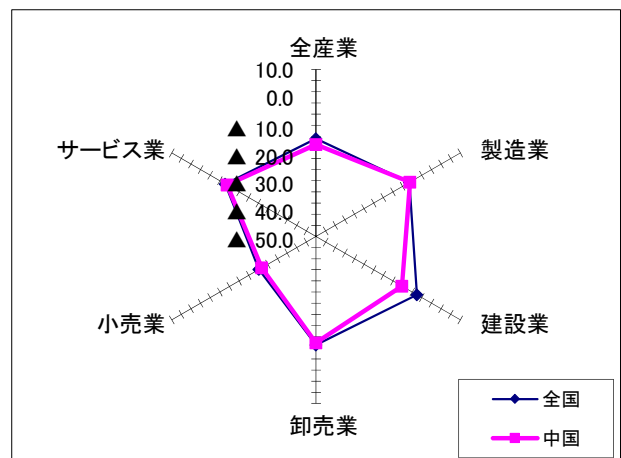 全産業
10.0
0.0
▲ 10.0
▲ 20.0
▲ 30.0
▲ 40.0
▲ 50.0
サービス業
製造業
小売業
建設業
卸売業
全国
中国